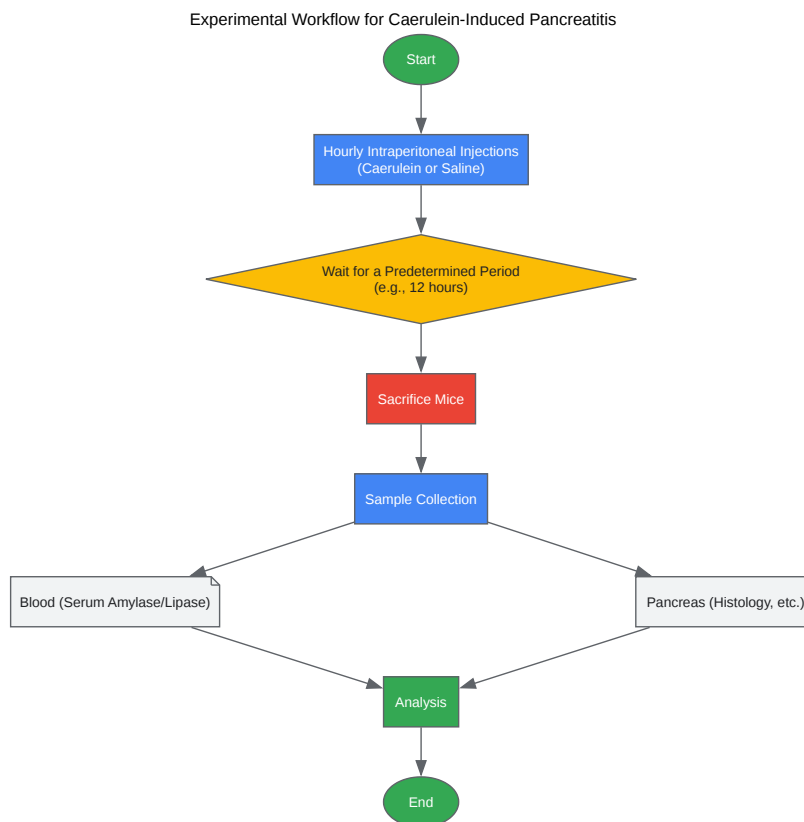 Experimental Workflow for Caerulein-Induced Pancreatitis
Start
Hourly Intraperitoneal Injections
(Caerulein or Saline)
Wait for a Predetermined Period
(e.g., 12 hours)
Sacrifice Mice
Sample Collection
Blood (Serum Amylase/Lipase)
Pancreas (Histology, etc.)
Analysis
End